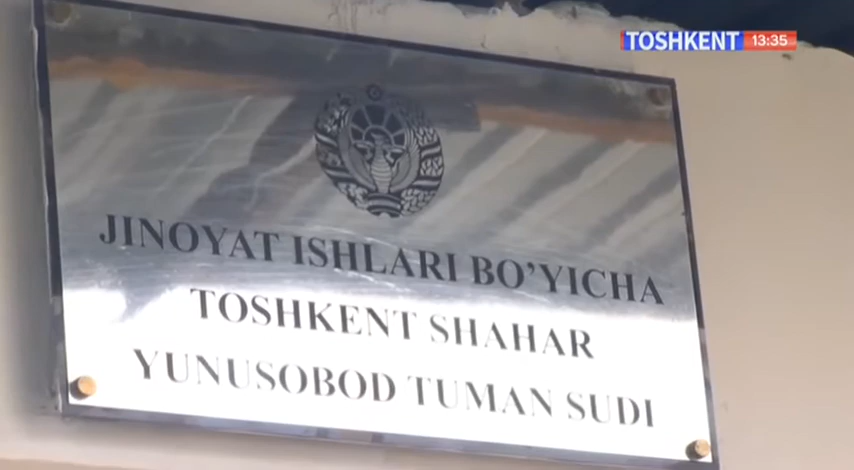 TOSHKENT 13:35
JINOYAT ISHLARI BO’YICHA
TOSHKENT SHAHAR
YUNUSOBOD TUMAN SUDI